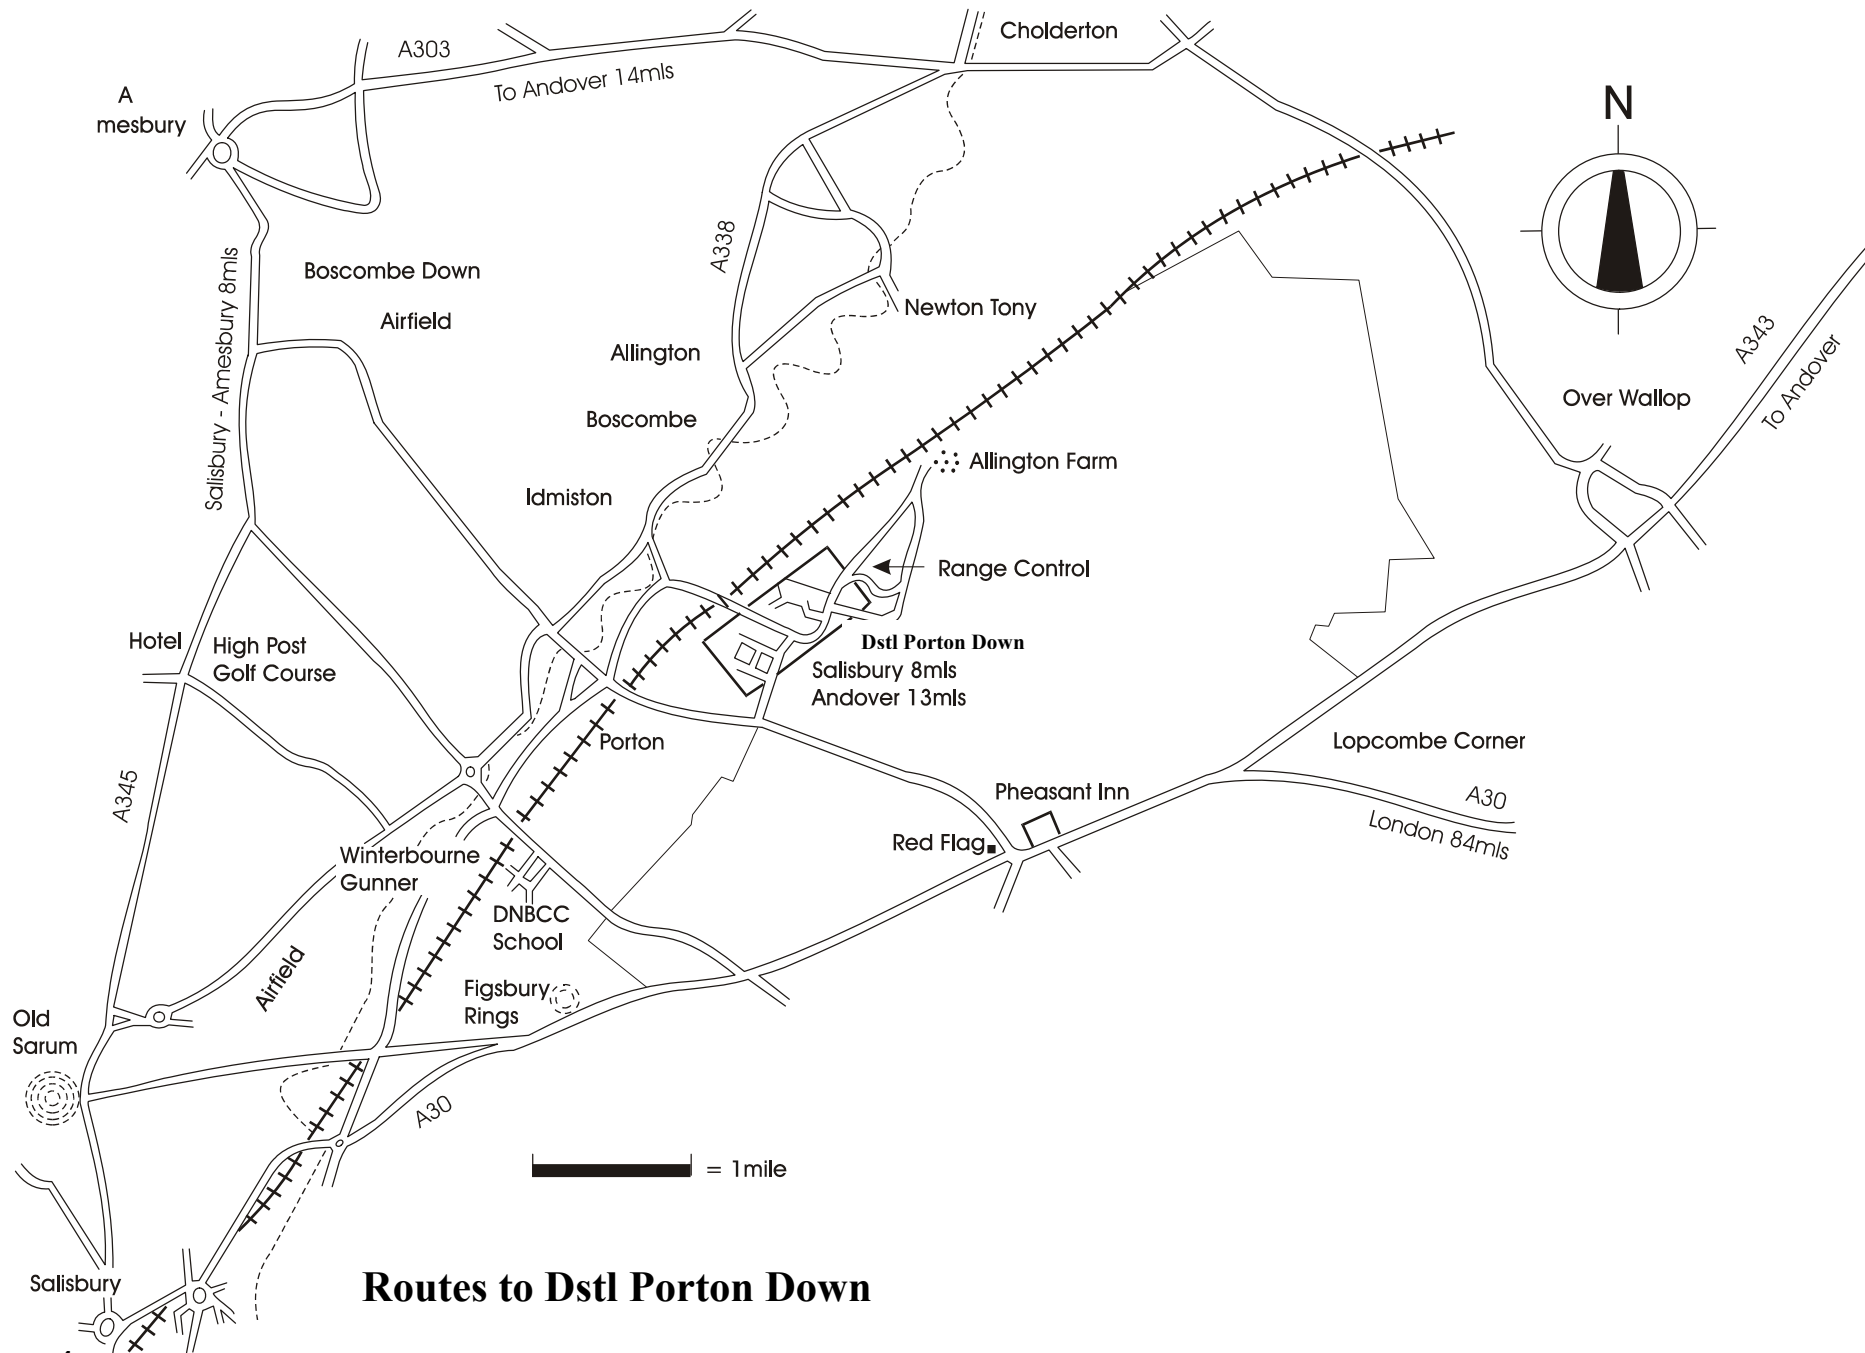 Cholderton
A303
To Andover 14mls
A
mesbury
N
A338
Salisbury - Amesbury 8mls
Boscombe Down
Airfield
Newton Tony
A343
To Andover
Allington
Over Wallop
Boscombe
Allington Farm
Idmiston
Range Control
Hotel
High Post
Golf Course
Dstl Porton Down
Salisbury 8mls
Andover 13mls
Porton
Lopcombe Corner
A345
Pheasant Inn
A30
London 84mls
Red Flag
Winterbourne
Gunner
DNBCC
School
Airfield
Figsbury
Rings
Old
Sarum
A30
= 1mile
Salisbury
Routes to Dstl Porton Down